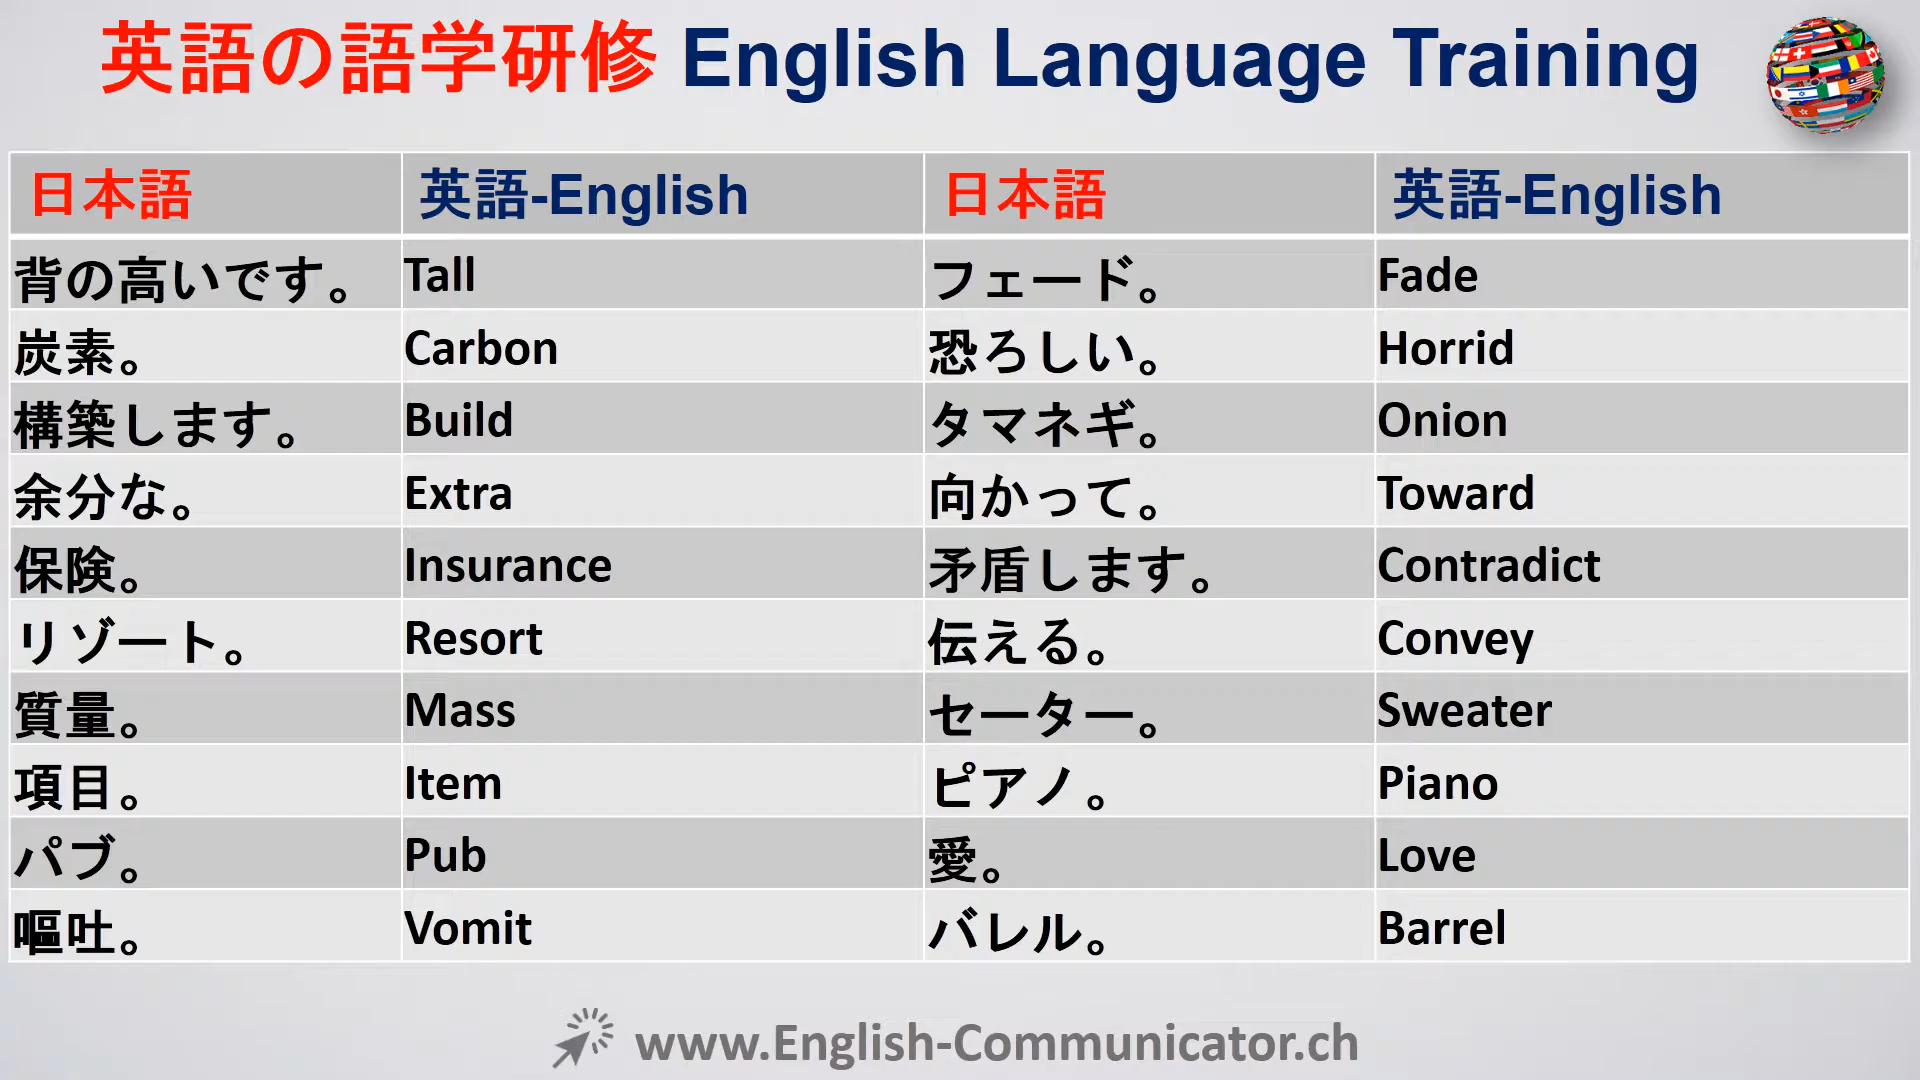 英語の語学研修 English Language Training
日本語 英語-English 日本語 英語-English
背の高いです。 Tall フェード。 Fade
炭素。 Carbon 恐ろしい。 Horrid
構築します。 Build タマネギ。 Onion
余分な。 Extra 向かって。 Toward
保険。 Insurance 矛盾します。 Contradict
リゾート。 Resort 伝える。 Convey
質量。 Mass セーター。 Sweater
項目。 Item ピアノ。 Piano
パブ。 Pub 愛。 Love
嘔吐。 Vomit バレル。 Barrel
www.English-Communicator.ch